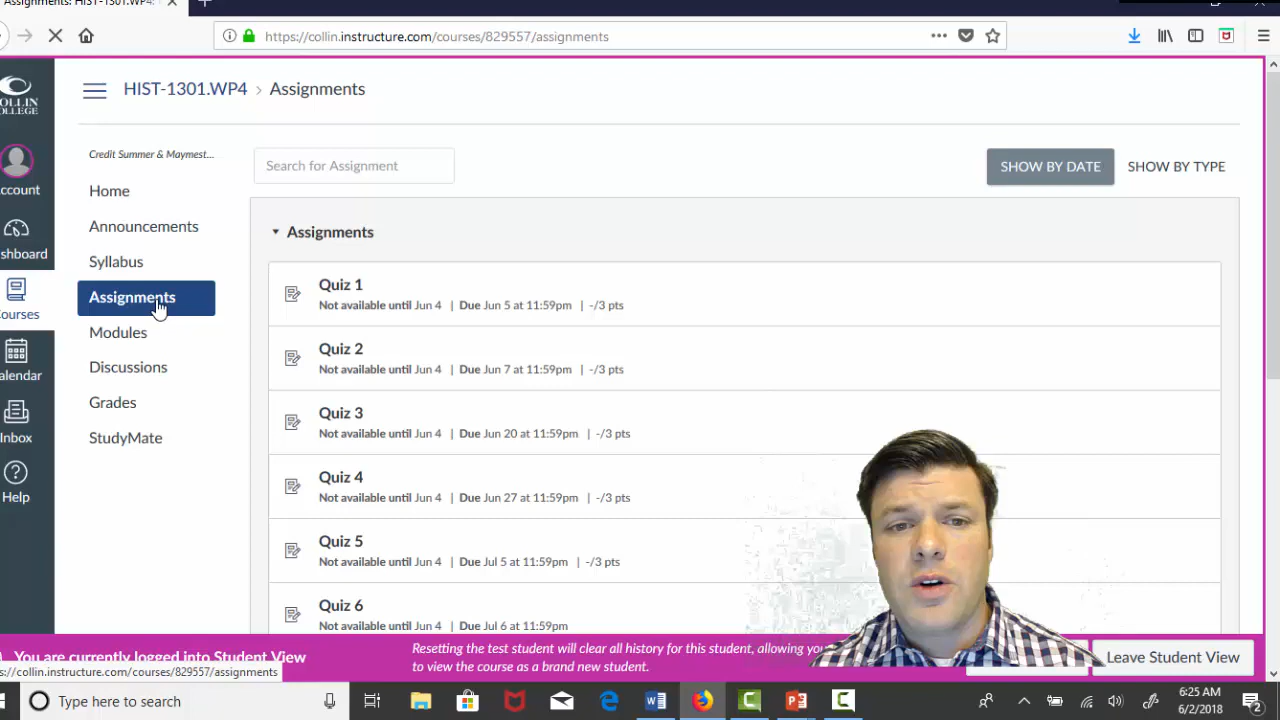 Assignments: HIST-1301.WP4:
https://collin.instructure.com/courses/829557/assignments
COLLIN
COLLEGE
HIST-1301.WP4 › Assignments
Credit Summer & Maymest...
Search for Assignment
SHOW BY DATE
SHOW BY TYPE
ccount
shboard
ourses
alendar
Inbox
Help
Home
Announcements
Syllabus
Assignments
Modules
Discussions
Grades
StudyMate
Assignments
Quiz 1
Not available until Jun 4 | Due Jun 5 at 11:59pm | -/3 pts
Quiz 2
Not available until Jun 4 | Due Jun 7 at 11:59pm | -/3 pts
Quiz 3
Not available until Jun 4 | Due Jun 20 at 11:59pm | -/3 pts
Quiz 4
Not available until Jun 4 | Due Jun 27 at 11:59pm | -/3 pts
Quiz 5
Not available until Jun 4 | Due Jul 5 at 11:59pm | -/3 pts
Quiz 6
Not available until Jun 4 | Due Jul 6 at 11:59pm
You are currently logged into Student View
Resetting the test student will clear all history for this student, allowing you
to view the course as a brand new student.
Leave Student View
s://collin.instructure.com/courses/829557/assignments
Type here to search
6:25 AM
6/2/2018
2